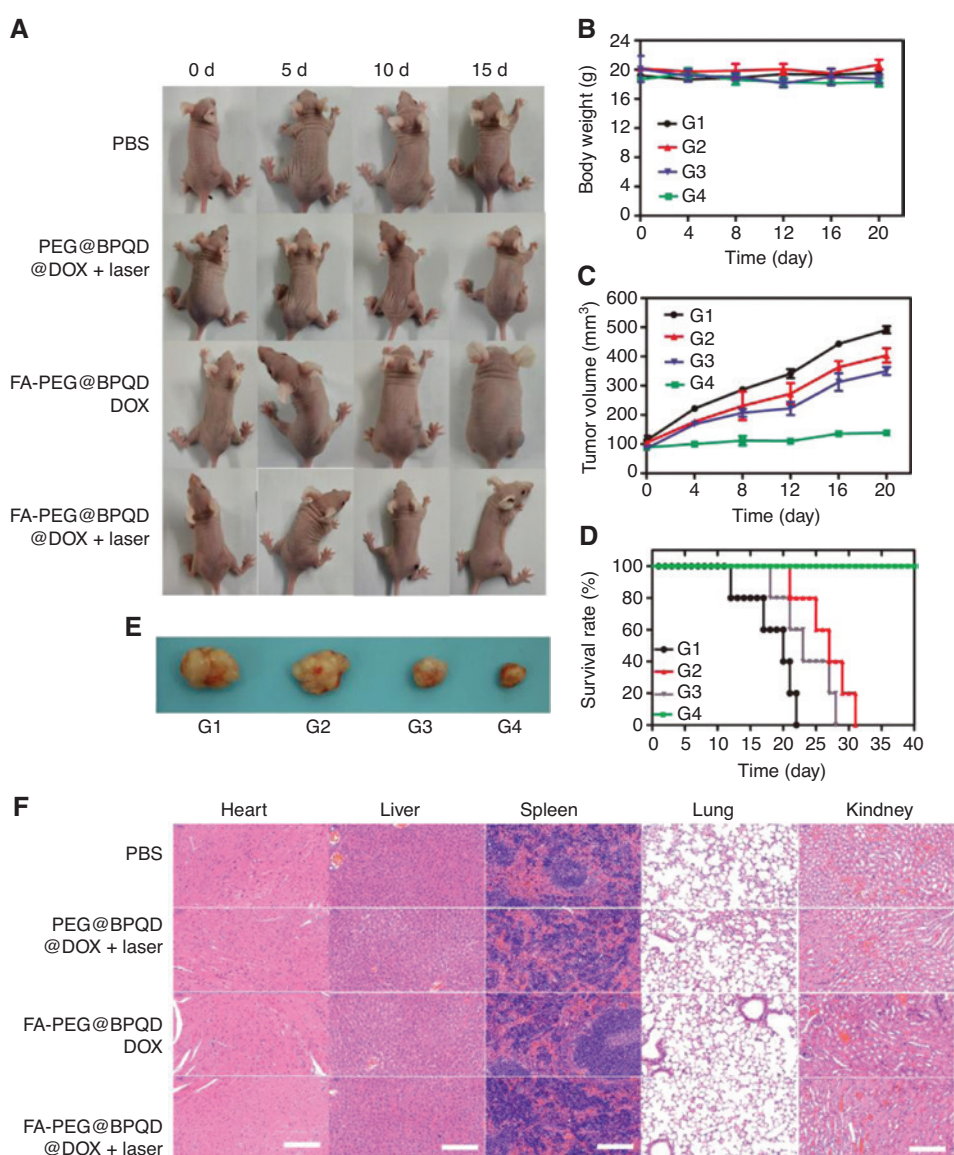 A
0 d 5 d 10 d 15 d
PBS
PEG@BPQD
@DOX + laser
FA-PEG@BPQD
DOX
FA-PEG@BPQD
@DOX + laser
B
24
20
16
12
8
4
0
Body weight (g)
G1
G2
G3
G4
0 4 8 12 16 20
Time (day)
C
600
500
400
300
200
100
0
Tumor volume (mm³)
G1
G2
G3
G4
0 4 8 12 16 20
Time (day)
D
100
80
60
40
20
0
Survival rate (%)
G1
G2
G3
G4
0 5 10 15 20 25 30 35 40
Time (day)
E
G1 G2 G3 G4
F
Heart Liver Spleen Lung Kindney
PBS
PEG@BPQD
@DOX + laser
FA-PEG@BPQD
DOX
FA-PEG@BPQD
@DOX + laser